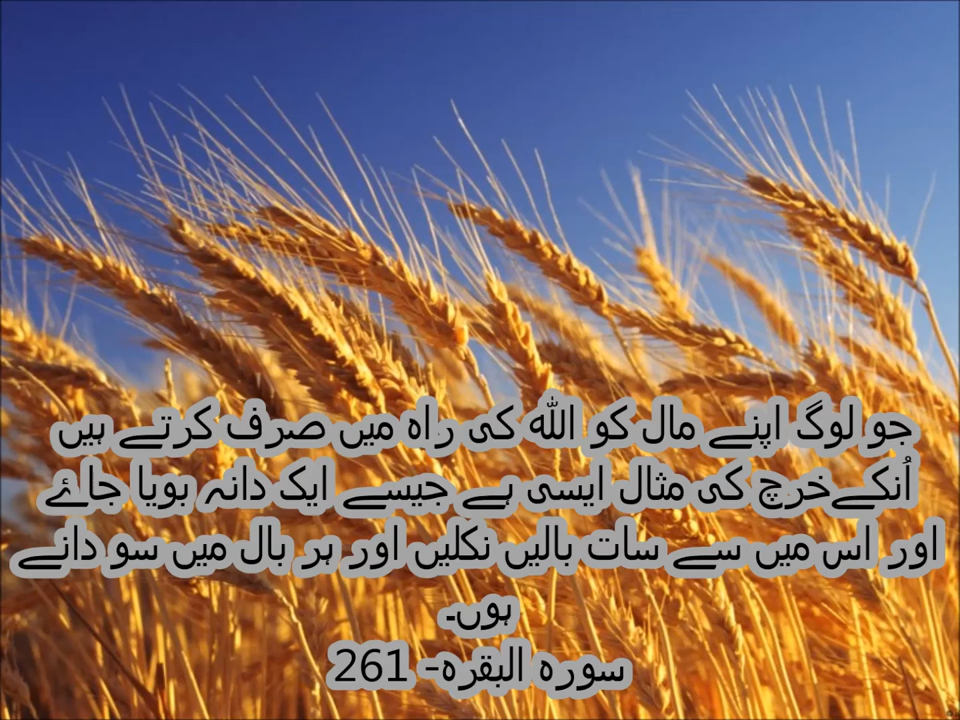 جو لوگ اپنے مال کو اللہ کی راہ میں صرف کرتے ہیں
اُنکےخرچ کی مثال ایسی ہے جیسے ایک دانہ بویا جاۓ
اور اس میں سے سات بالیں نکلیں اور ہر بال میں سو دانے
ہوں۔
سورہ البقرہ- 261